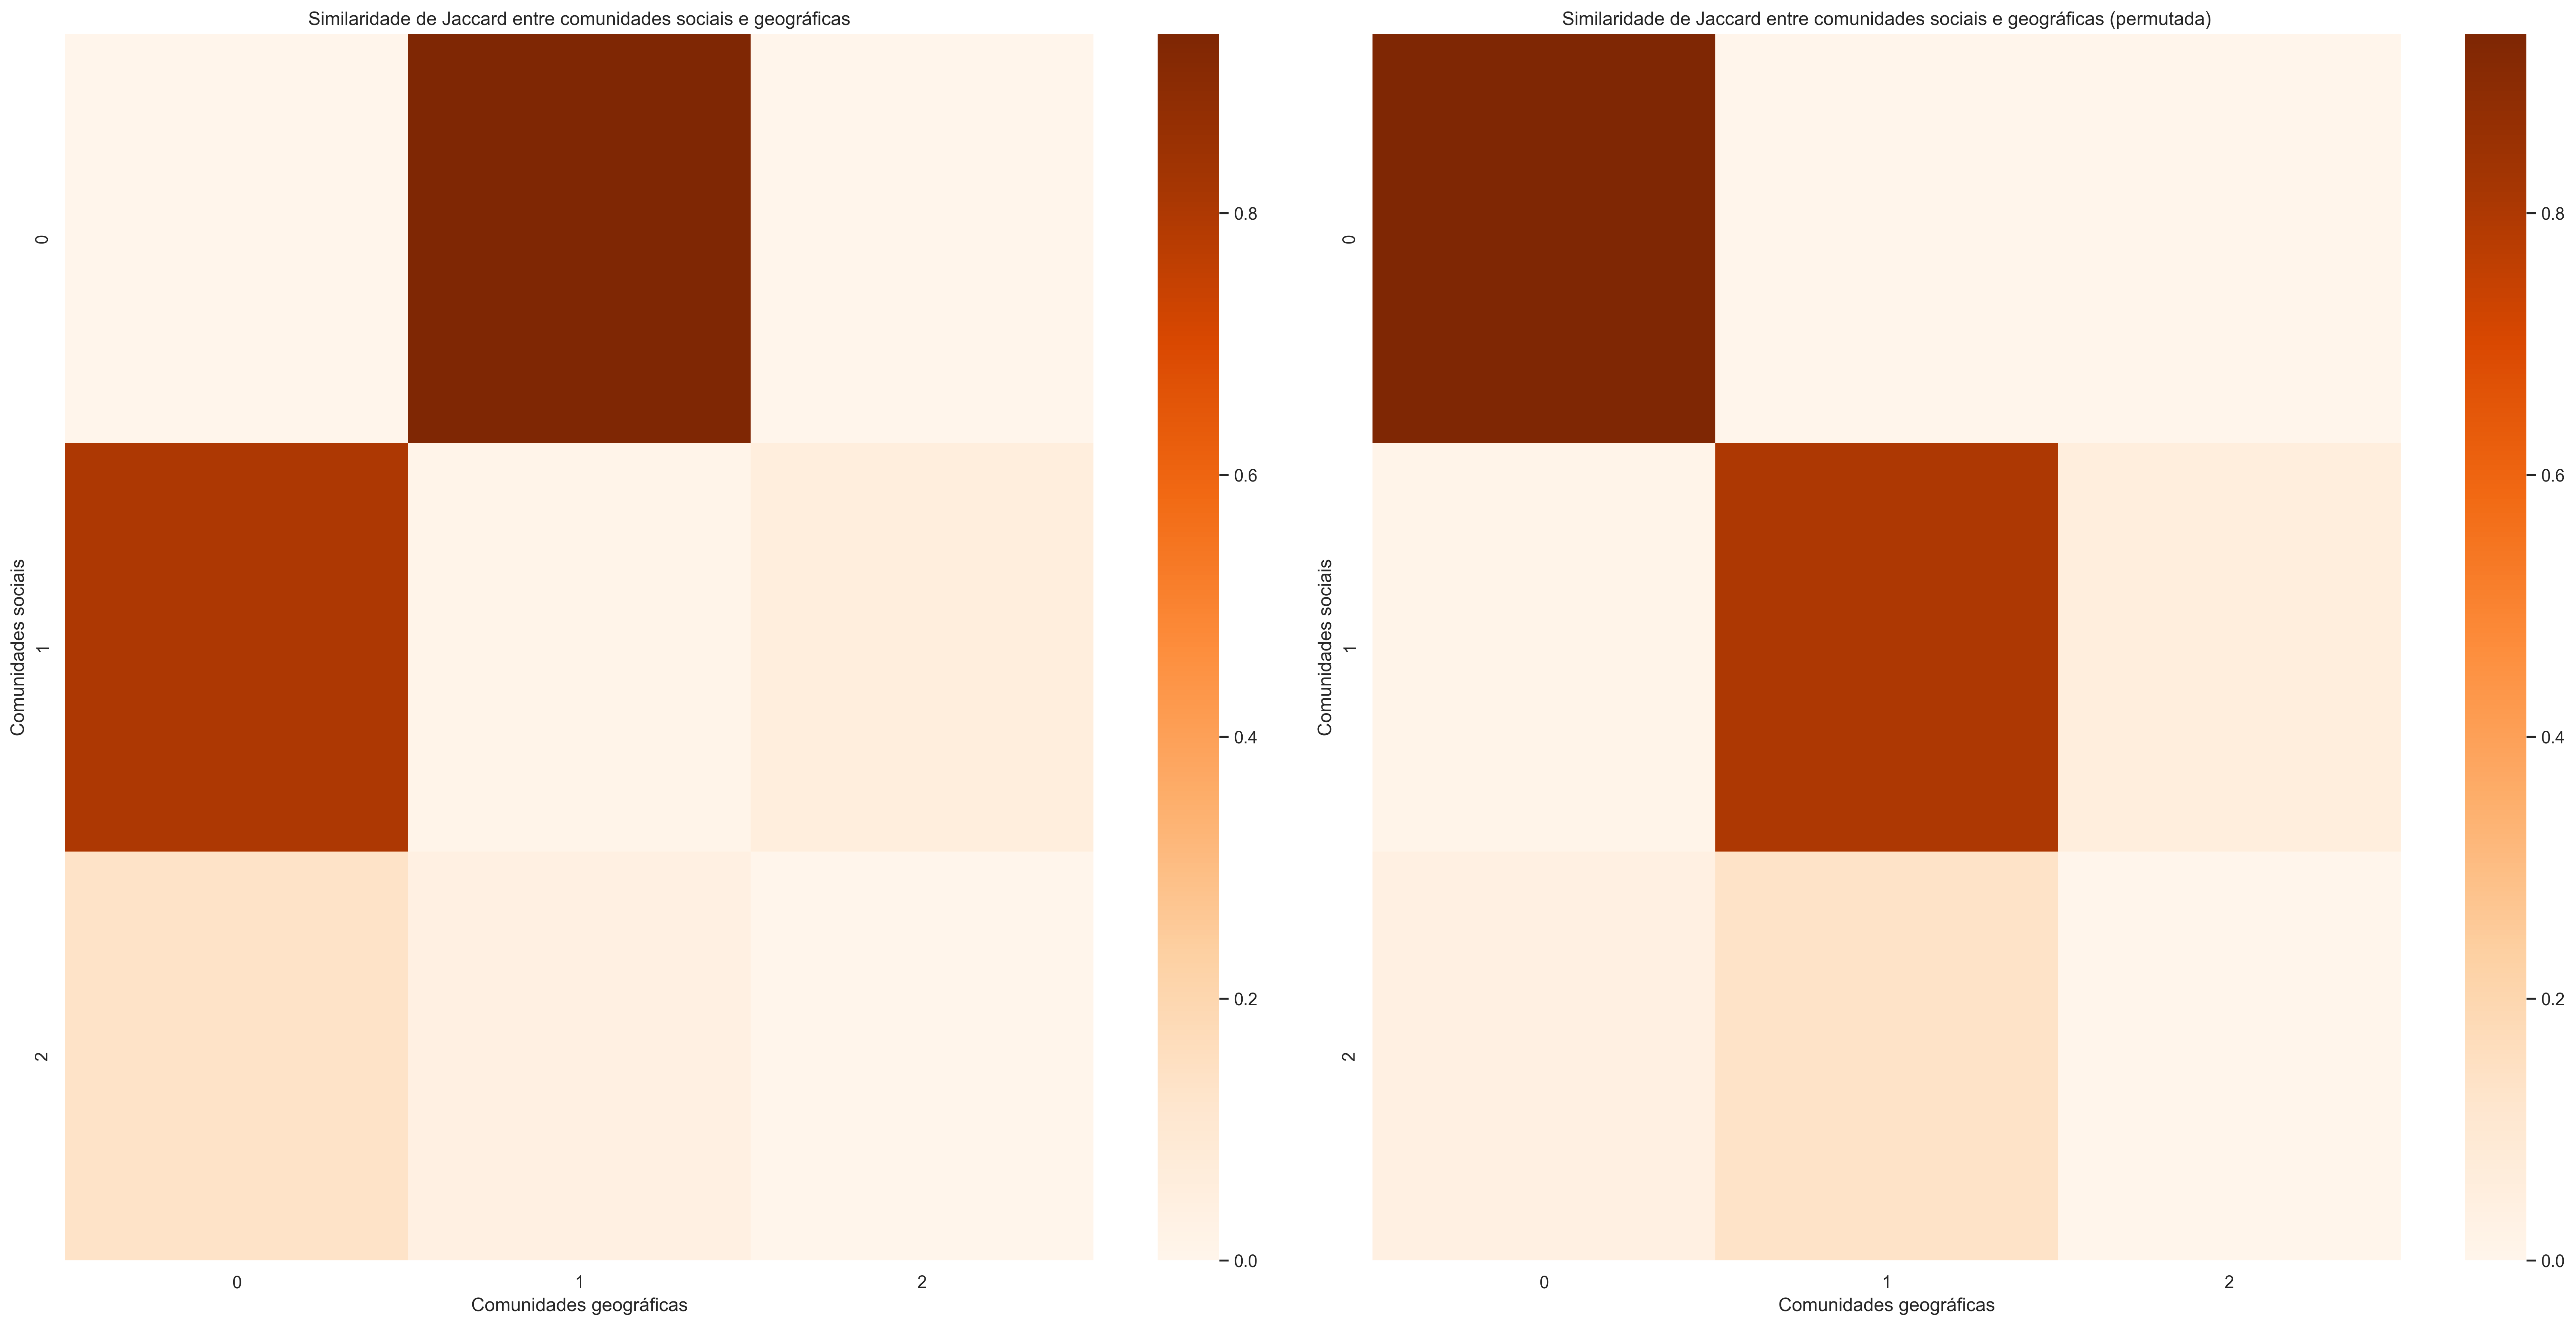 Similaridade de Jaccard entre comunidades sociais e geográficas
Comunidades sociais
0
1
2
0 1 2
Comunidades geográficas
0.8
0.6
0.4
0.2
0.0
Similaridade de Jaccard entre comunidades sociais e geográficas (permutada)
Comunidades sociais
0
1
2
0 1 2
Comunidades geográficas
0.8
0.6
0.4
0.2
0.0